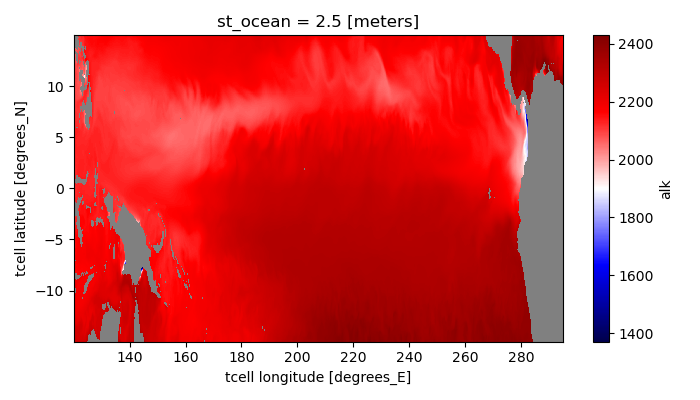 st_ocean = 2.5 [meters]
tcell latitude [degrees_N]
10
5
0
−5
−10
140 160 180 200 220 240 260 280
tcell longitude [degrees_E]
2400
2200
2000
1800
1600
1400
alk